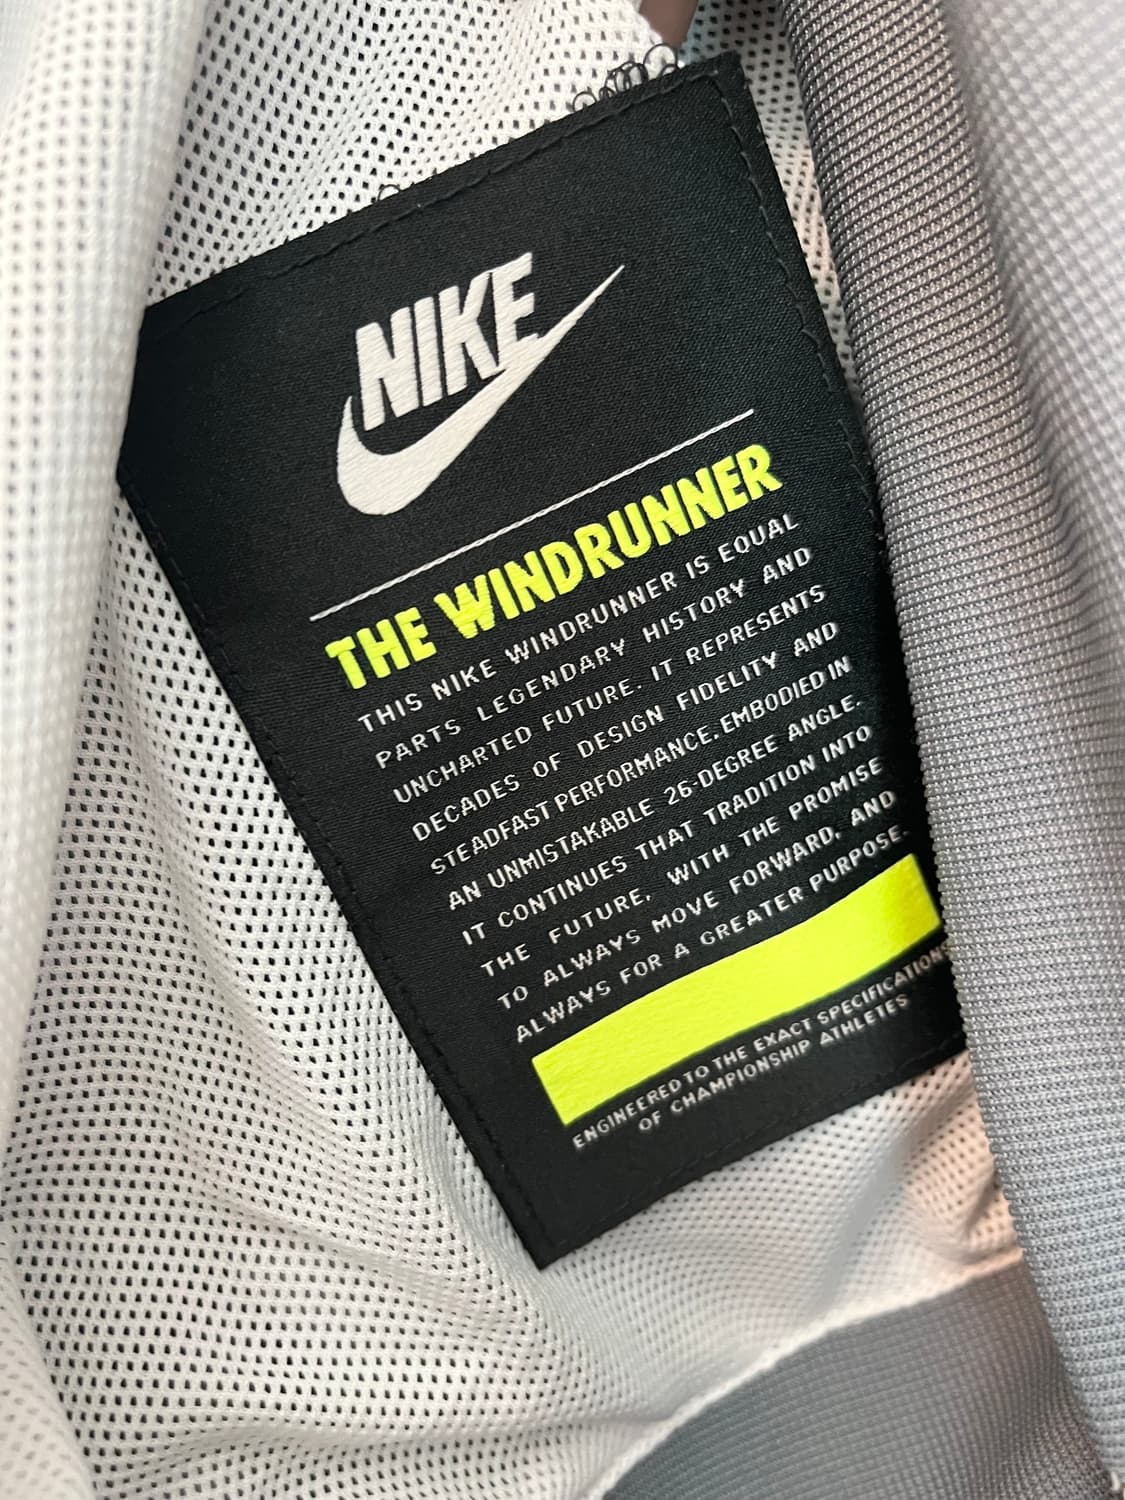 NIKE
THE WINDRUNNER
THIS NIKE WINDRUNNER IS EQUAL
PARTS LEGENDARY HISTORY AND
UNCHARTED FUTURE. IT REPRESENTS
DECADES OF DESIGN FIDELITY AND
STEADFAST PERFORMANCE. EMBODIED IN
AN UNMISTAKABLE 26-DEGREE ANGLE.
IT CONTINUES THAT TRADITION INTO
THE FUTURE, WITH THE PROMISE
TO ALWAYS MOVE FORWARD, AND
ALWAYS FOR A GREATER PURPOSE.
ENGINEERED TO THE EXACT SPECIFICATIONS
OF CHAMPIONSHIP ATHLETES